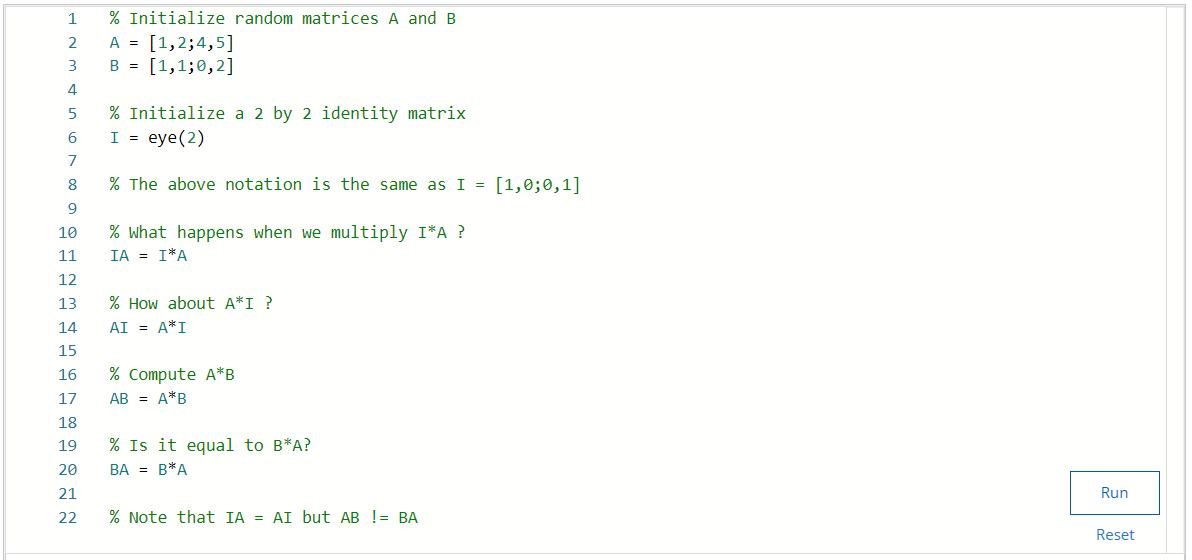 1 % Initialize random matrices A and B
2 A = [1,2;4,5]
3 B = [1,1;0,2]
4
5 % Initialize a 2 by 2 identity matrix
6 I = eye(2)
7
8 % The above notation is the same as I = [1,0;0,1]
9
10 % What happens when we multiply I*A ?
11 IA = I*A
12
13 % How about A*I ?
14 AI = A*I
15
16 % Compute A*B
17 AB = A*B
18
19 % Is it equal to B*A?
20 BA = B*A
21
22 % Note that IA = AI but AB != BA
Run
Reset